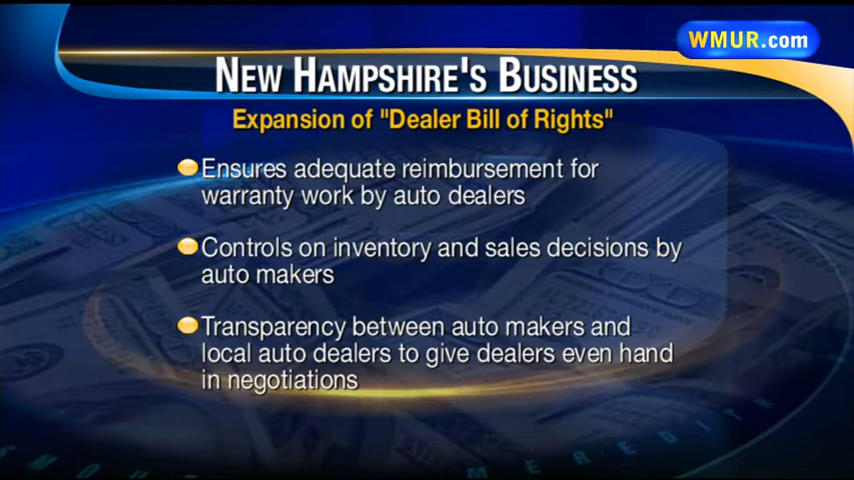 WMUR.com
NEW HAMPSHIRE'S BUSINESS
Expansion of "Dealer Bill of Rights"
Ensures adequate reimbursement for
warranty work by auto dealers
Controls on inventory and sales decisions by
auto makers
Transparency between auto makers and
local auto dealers to give dealers even hand
in negotiations
MEREDITH